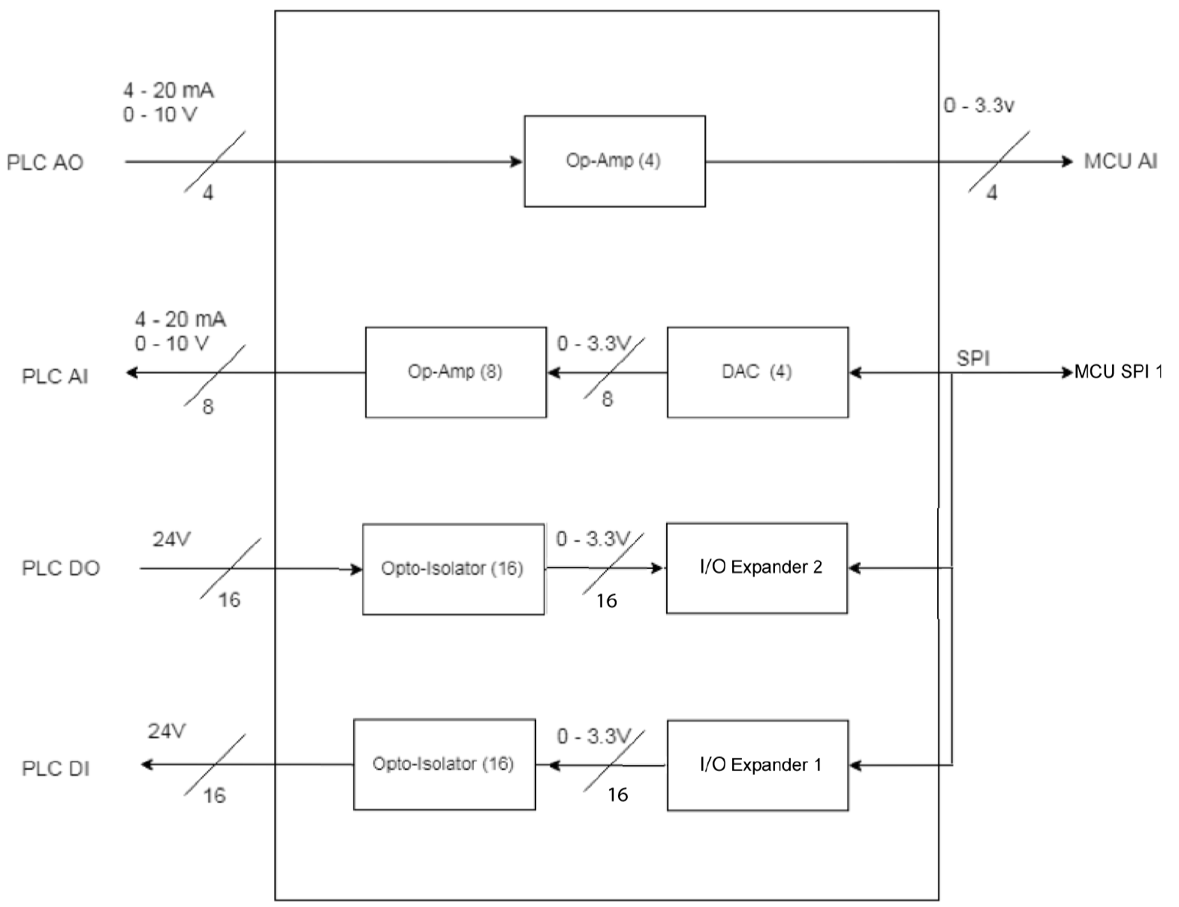 4 - 20 mA
0 - 10 V
0 - 3.3v
PLC AO
Op-Amp (4)
MCU AI
4
4
4 - 20 mA
0 - 10 V
0 - 3.3V
SPI
PLC AI
Op-Amp (8)
DAC (4)
MCU SPI 1
8
8
24V
0 - 3.3V
PLC DO
Opto-Isolator (16)
I/O Expander 2
16
16
24V
0 - 3.3V
PLC DI
Opto-Isolator (16)
I/O Expander 1
16
16